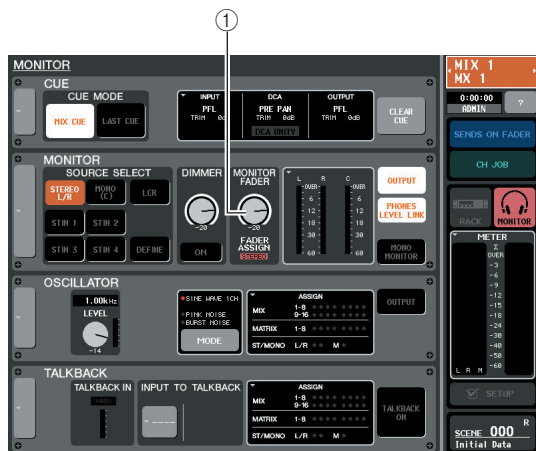 ①
MONITOR
CUE
CUE MODE
MIX CUE
LAST CUE
INPUT
PFL
TRIM 0dB
DCA
PRE PAN
TRIM 0dB
DCA UNITY
OUTPUT
PFL
TRIM 0dB
CLEAR
CUE
MONITOR
SOURCE SELECT
STEREO
L/R
MONO
(C)
LCR
STIN 1
STIN 2
STIN 3
STIN 4
DEFINE
DIMMER
-20
ON
MONITOR
FADER
-20
FADER
ASSIGN
STEREO
L R C
-OVER- -OVER
6 6
12 12
18 18
30 30
60 60
OUTPUT
PHONES
LEVEL LINK
MONO
MONITOR
OSCILLATOR
1.00kHz
LEVEL
-14
SINE WAVE 1CH
PINK NOISE
BURST NOISE
MODE
ASSIGN
MIX 1-8
9-16
MATRIX 1-8
ST/MONO L/R M
OUTPUT
TALKBACK
TALKBACK IN
INPUT TO TALKBACK
-----
ASSIGN
MIX 1-8
9-16
MATRIX 1-8
ST/MONO L/R M
TALKBACK
ON
MIX 1
MX 1
0:00:00
ADMIN
?
SENDS ON FADER
CH JOB
RACK
MONITOR
METER
Σ
OVER
-3
-6
-9
-12
-15
-18
-24
-30
-40
-50
-60
L R M
SETUP
R
SCENE 000
Initial Data